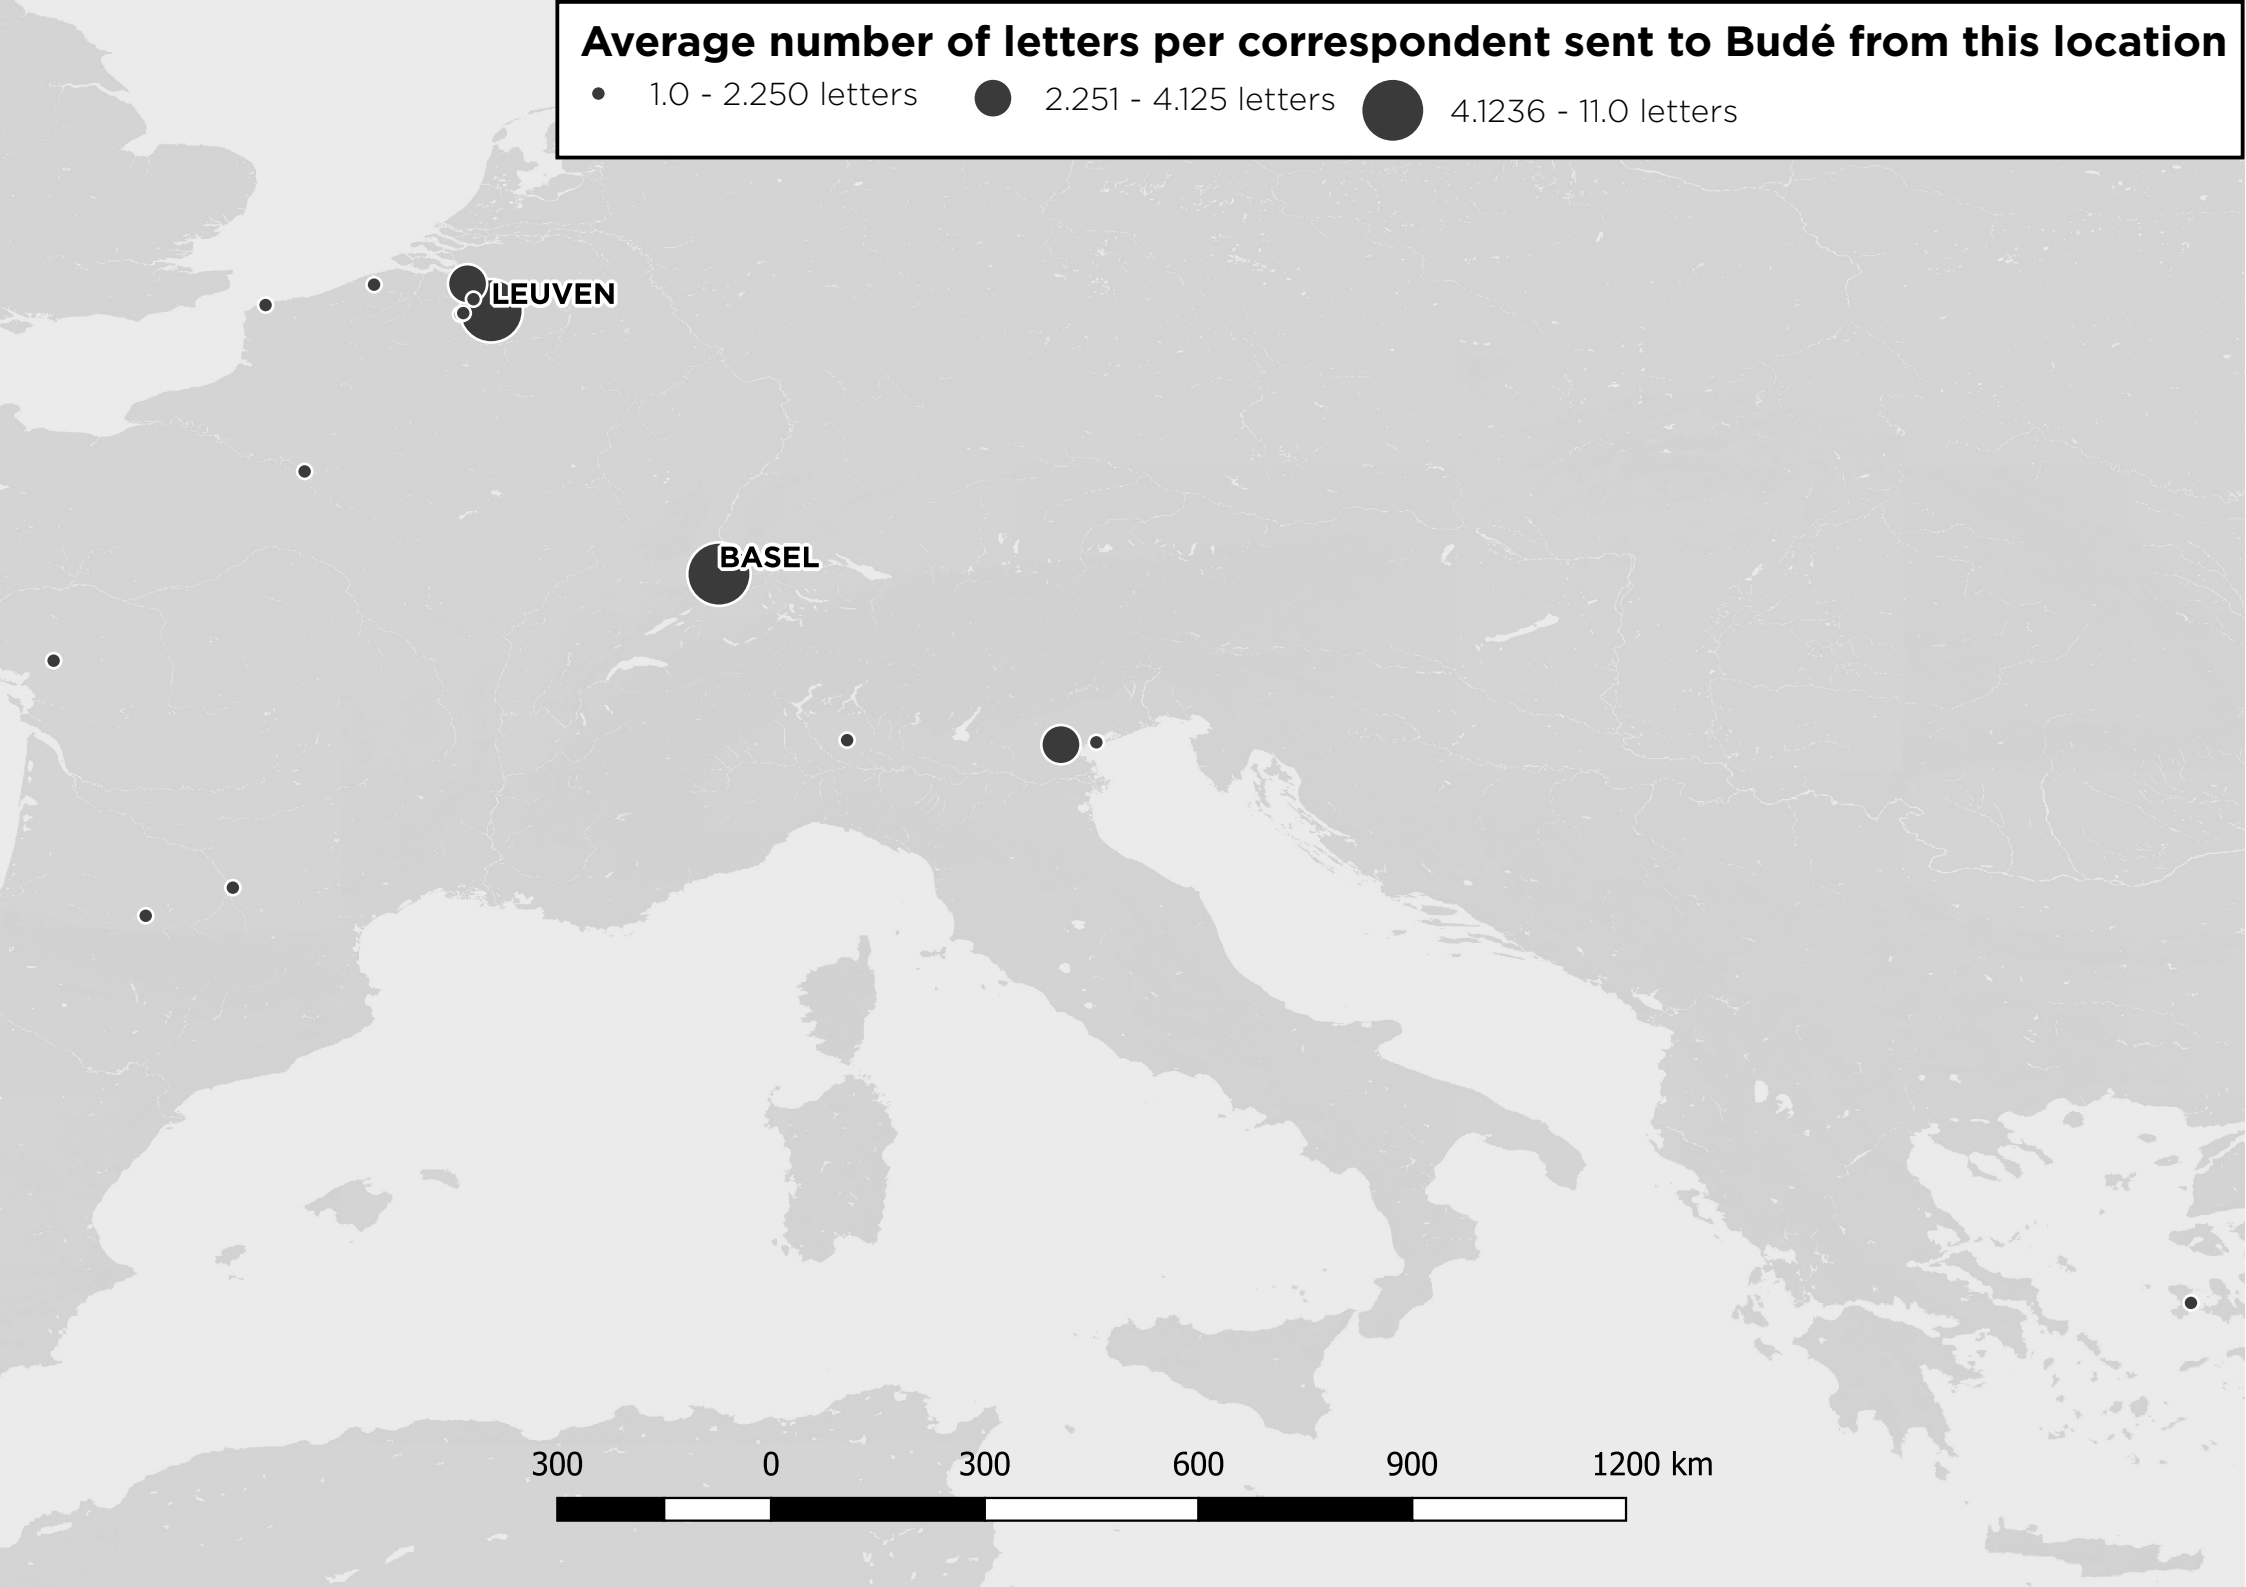 Average number of letters per correspondent sent to Budé from this location
1.0 - 2.250 letters 2.251 - 4.125 letters 4.1236 - 11.0 letters
LEUVEN
BASEL
300 0 300 600 900 1200 km